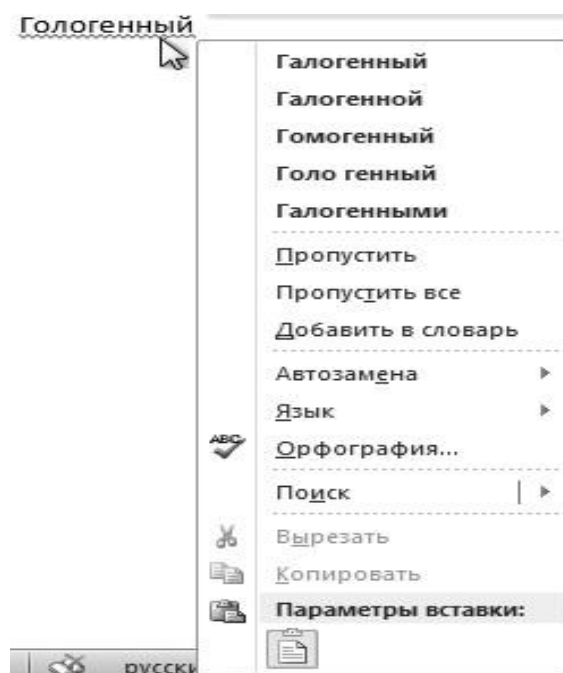 Гологенный
Галогенный
Галогенной
Гомогенный
Голо генный
Галогенными
Пропустить
Пропустить все
Добавить в словарь
Автозамена
Язык
ABC
Орфография...
Поиск
Вырезать
Копировать
Параметры вставки: